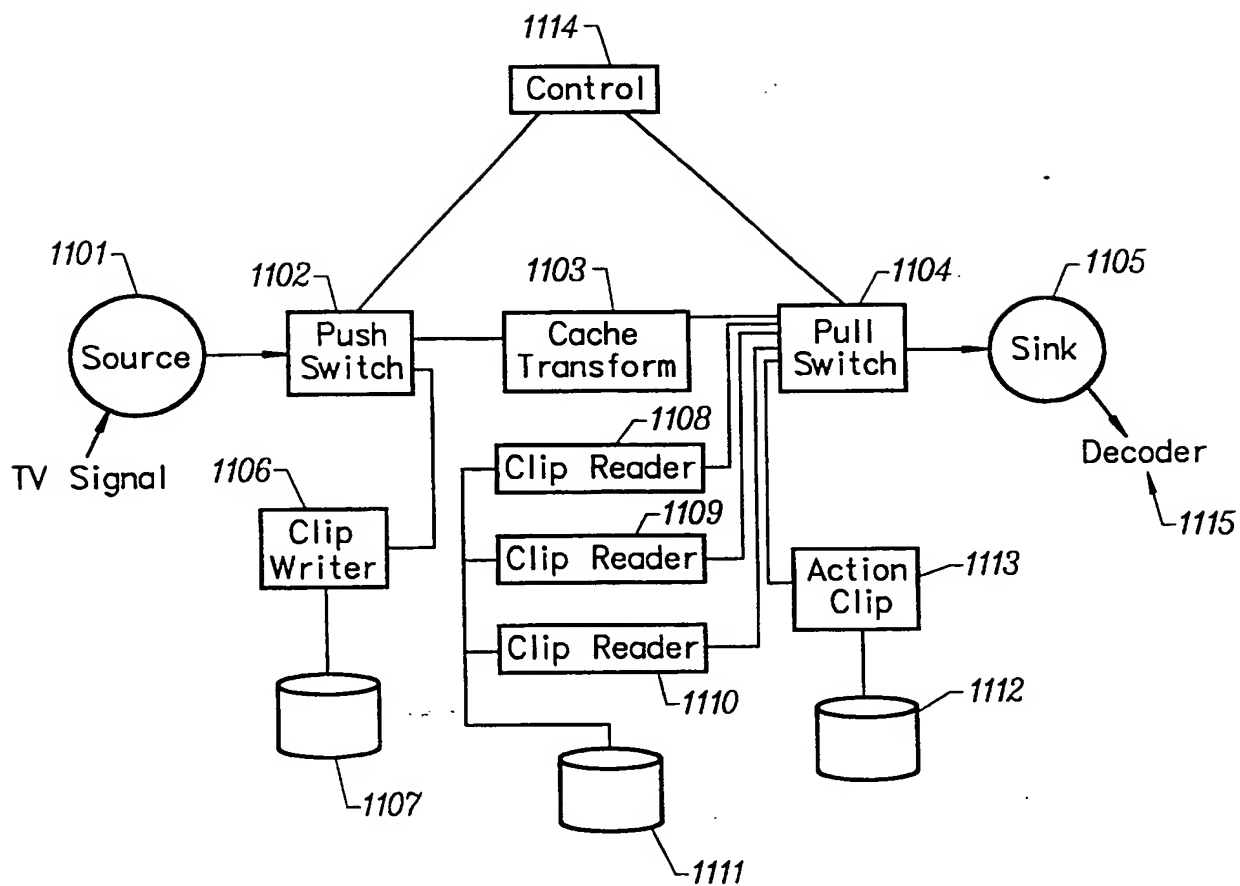 1114
Control
1101
1102
1103
1104
1105
Source
Push
Switch
Cache
Transform
Pull
Switch
Sink
TV Signal
1106
Clip
Writer
1108
Clip Reader
1109
Clip Reader
Clip Reader
1110
Decoder
1115
Action
Clip
1113
1107
1111
1112